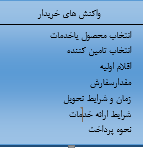 واکنش های خریدار
انتخاب محصول یاخدمات
انتخاب تامین کننده
اقلام اولیه
مقدارسفارش
زمان و شرایط تحویل
شرایط ارائه خدمات
نحوه پرداخت